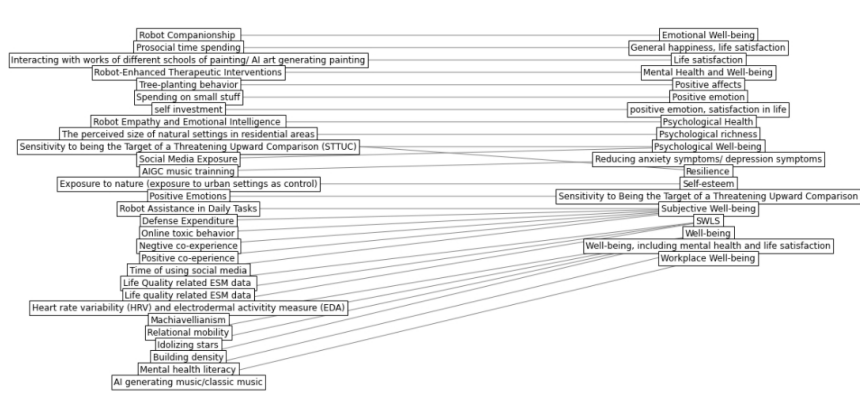 Robot Companionship
Emotional Well-being
Prosocial time spending
General happiness, life satisfaction
Interacting with works of different schools of painting/ AI art generating painting
Life satisfaction
Robot-Enhanced Therapeutic Interventions
Mental Health and Well-being
Tree-planting behavior
Positive affects
Spending on small stuff
Positive emotion
self investment
positive emotion, satisfaction in life
Robot Empathy and Emotional Intelligence
Psychological Health
The perceived size of natural settings in residential areas
Psychological richness
Sensitivity to being the Target of a Threatening Upward Comparison (STTUC)
Psychological Well-being
Social Media Exposure
Reducing anxiety symptoms/ depression symptoms
AIGC music trainning
Resilience
Exposure to nature (exposure to urban settings as control)
Self-esteem
Positive Emotions
Sensitivity to Being the Target of a Threatening Upward Comparison
Robot Assistance in Daily Tasks
Subjective Well-being
Defense Expenditure
SWLS
Online toxic behavior
Well-being
Negtive co-experience
Well-being, including mental health and life satisfaction
Positive co-eperience
Workplace Well-being
Time of using social media
Life Quality related ESM data
Life quality related ESM data
Heart rate variability (HRV) and electrodermal activitity measure (EDA)
Machiavellianism
Relational mobility
Idolizing stars
Building density
Mental health literacy
AI generating music/classic music